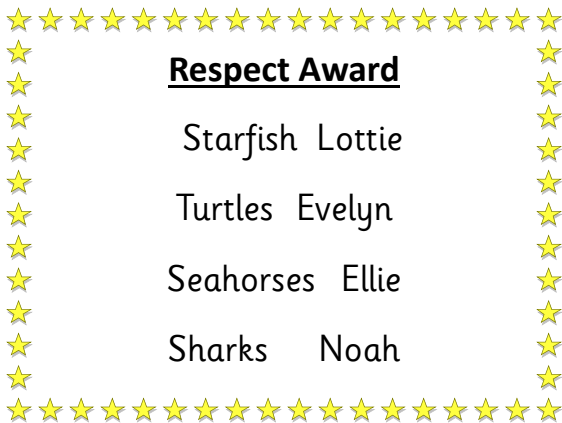 Respect Award
Starfish Lottie
Turtles Evelyn
Seahorses Ellie
Sharks Noah